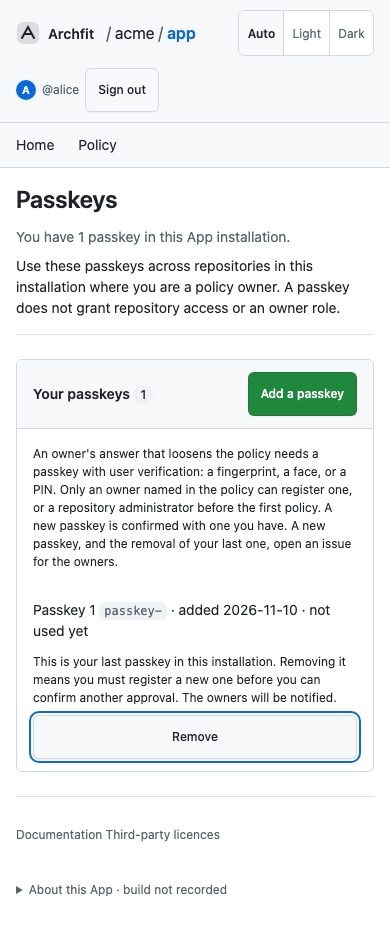 Archfit / acme / app
Auto Light Dark
A @alice Sign out
Home Policy
Passkeys
You have 1 passkey in this App installation.
Use these passkeys across repositories in this
installation where you are a policy owner. A passkey
does not grant repository access or an owner role.
Your passkeys 1
Add a passkey
An owner's answer that loosens the policy needs a
passkey with user verification: a fingerprint, a face, or a
PIN. Only an owner named in the policy can register one,
or a repository administrator before the first policy. A
new passkey is confirmed with one you have. A new
passkey, and the removal of your last one, open an issue
for the owners.
Passkey 1 passkey- · added 2026-11-10 · not
used yet
This is your last passkey in this installation. Removing it
means you must register a new one before you can
confirm another approval. The owners will be notified.
Remove
Documentation Third-party licences
About this App · build not recorded